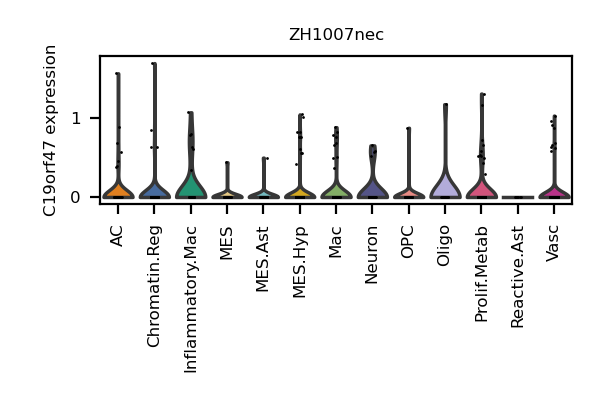 ZH1007nec
C19orf47 expression
1
0
AC
Chromatin.Reg
Inflammatory.Mac
MES
MES.Ast
MES.Hyp
Mac
Neuron
OPC
Oligo
Prolif.Metab
Reactive.Ast
Vasc